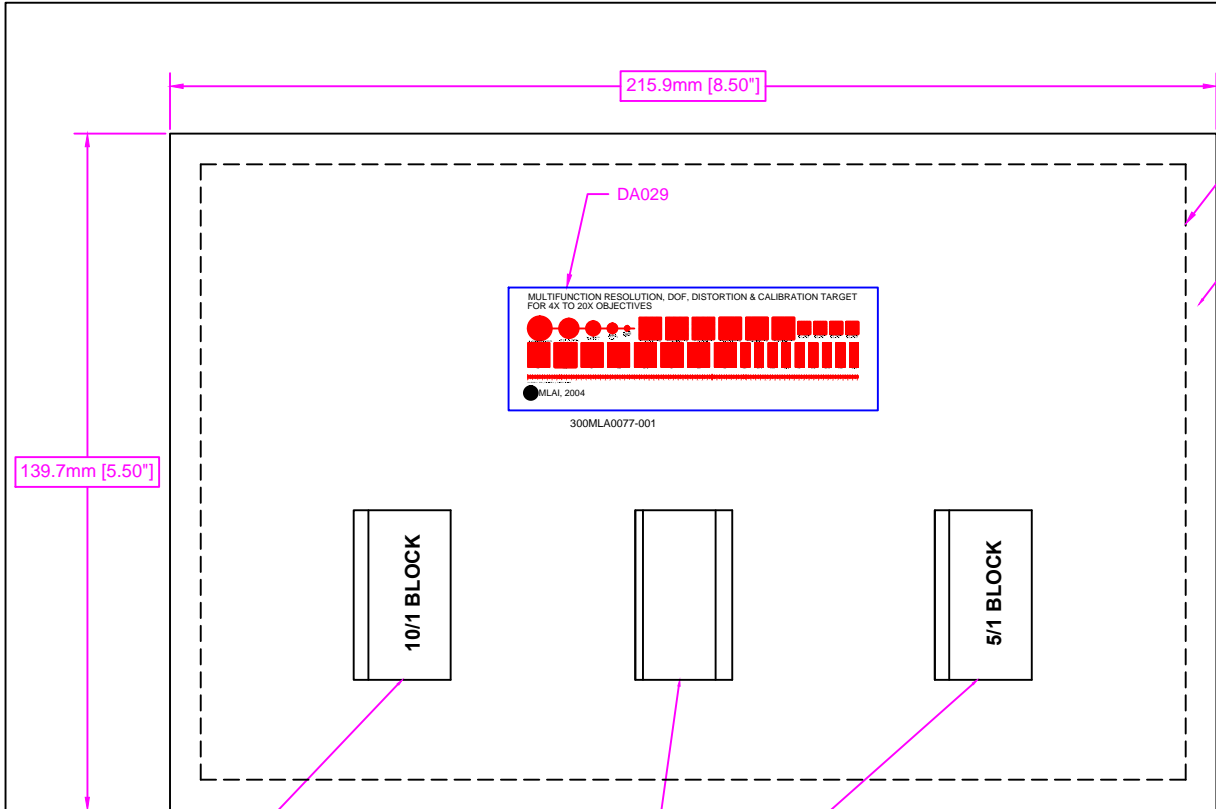 215.9mm [8.50"]
DA029
MULTIFUNCTION RESOLUTION, DOF, DISTORTION & CALIBRATION TARGET
FOR 4X TO 20X OBJECTIVES
MLAI, 2004
300MLA0077-001
139.7mm [5.50"]
10/1 BLOCK
5/1 BLOCK